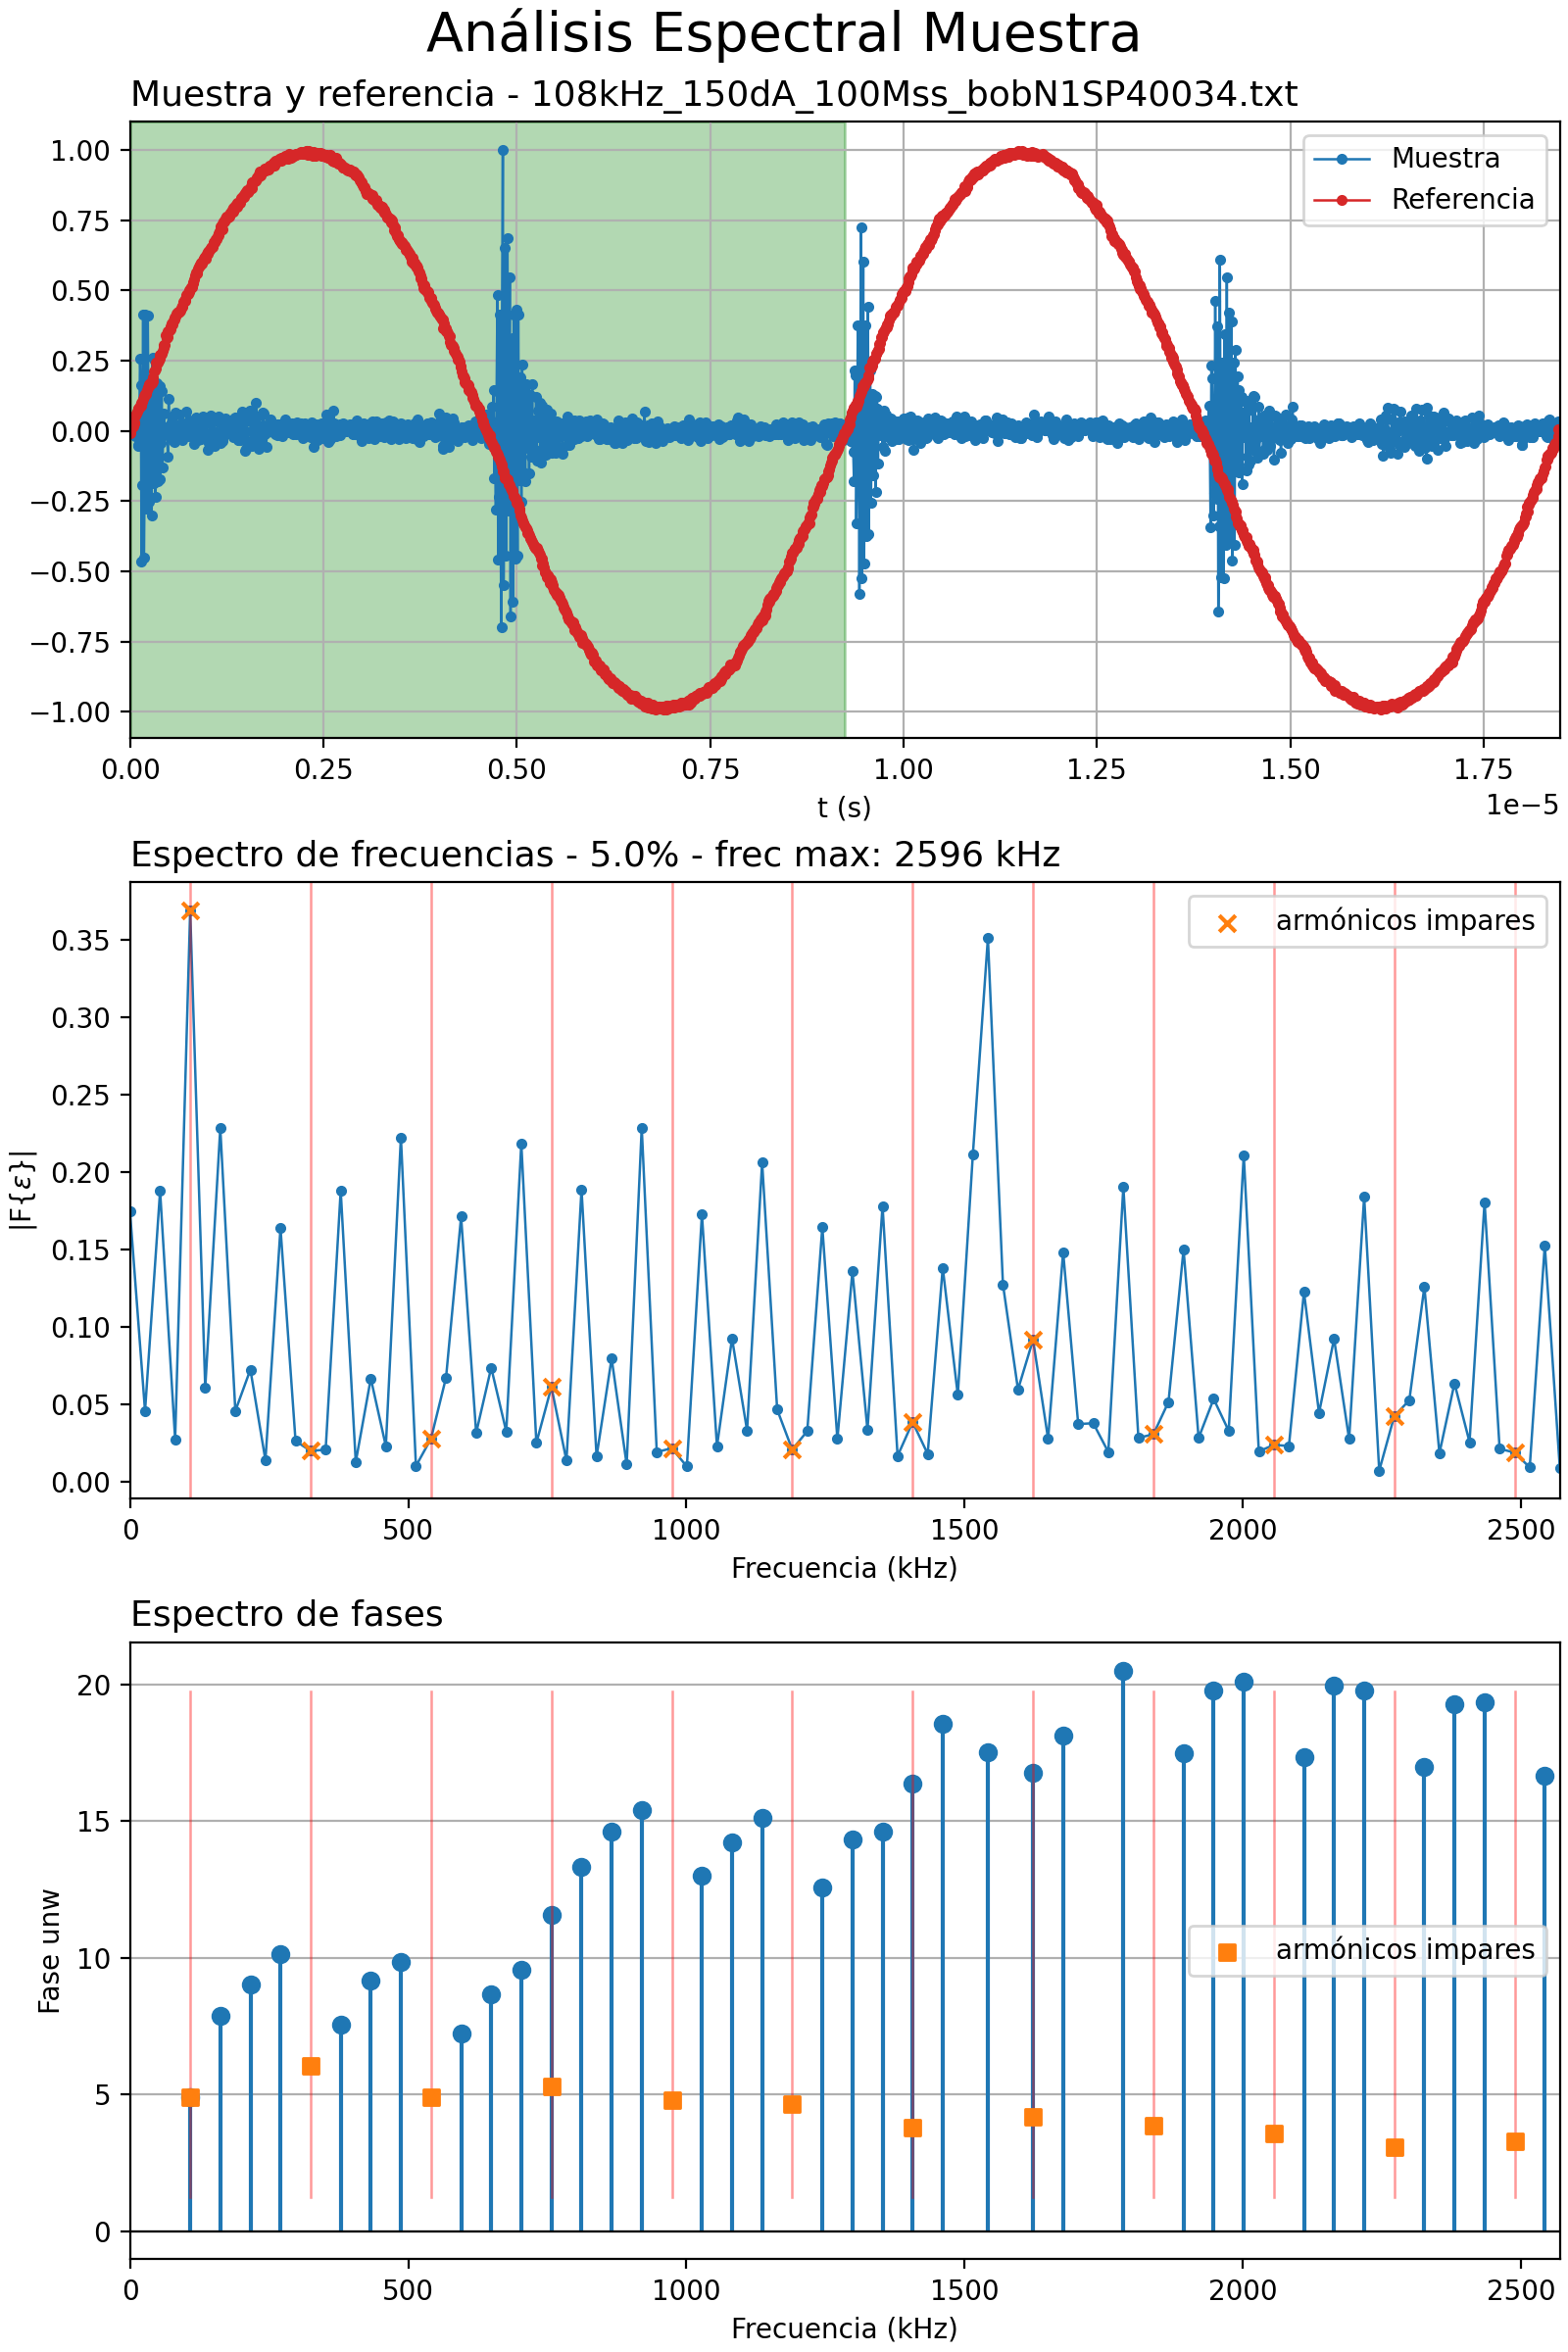 Análisis Espectral Muestra
Muestra y referencia - 108kHz_150dA_100Mss_bobN1SP40034.txt
1.00
0.75
0.50
0.25
0.00
−0.25
−0.50
−0.75
−1.00
Muestra
Referencia
0.00 0.25 0.50 0.75 1.00 1.25 1.50 1.75
1e−5
t (s)
Espectro de frecuencias - 5.0% - frec max: 2596 kHz
|F{ε}|
0.35
0.30
0.25
0.20
0.15
0.10
0.05
0.00
armónicos impares
0 500 1000 1500 2000 2500
Frecuencia (kHz)
Espectro de fases
Fase unw
20
15
10
5
0
armónicos impares
0 500 1000 1500 2000 2500
Frecuencia (kHz)